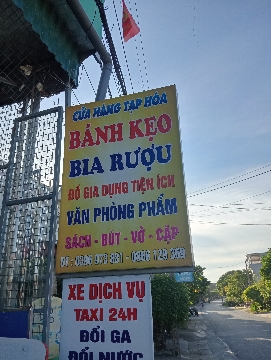 CỬA HÀNG TẠP HÓA
BÁNH KẸO
BIA RƯỢU
ĐỒ GIA DỤNG TIỆN ÍCH
VĂN PHÒNG PHẨM
SÁCH - BÚT - VỞ - CẶP
XE DỊCH VỤ
TAXI 24H
ĐỔI GA
ĐỔI NƯỚC